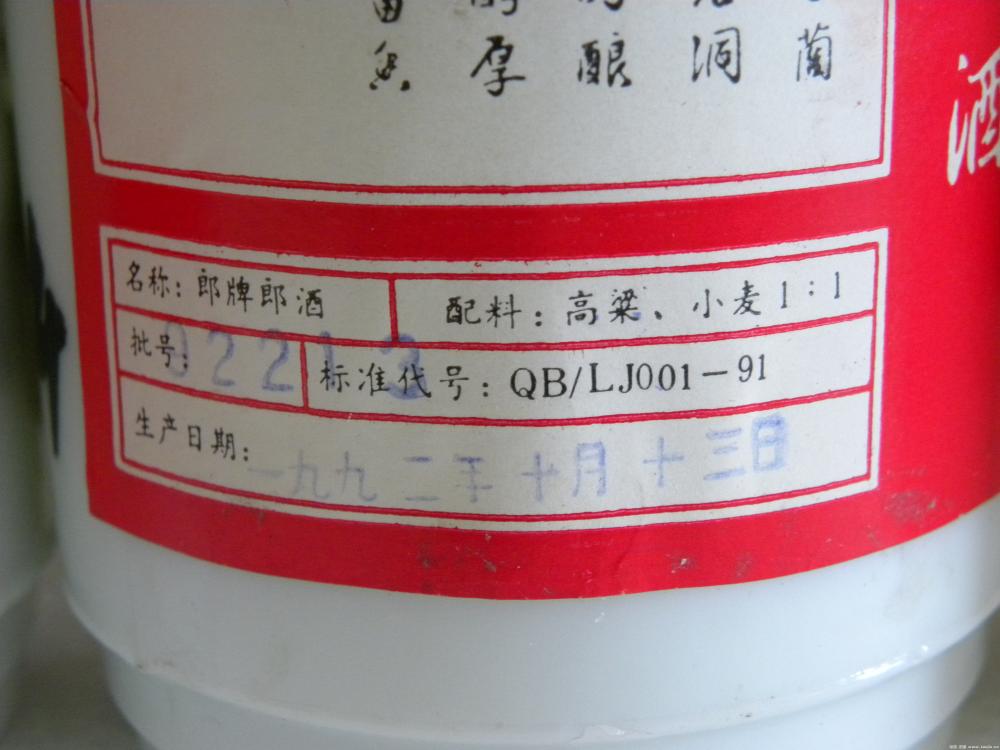 蔺
洞
酿
厚
酒
名称：郎牌郎酒
配料：高粱、小麦1：1
批号：02213
标准代号：QB/LJ001－91
生产日期：一九九二年十月十三日